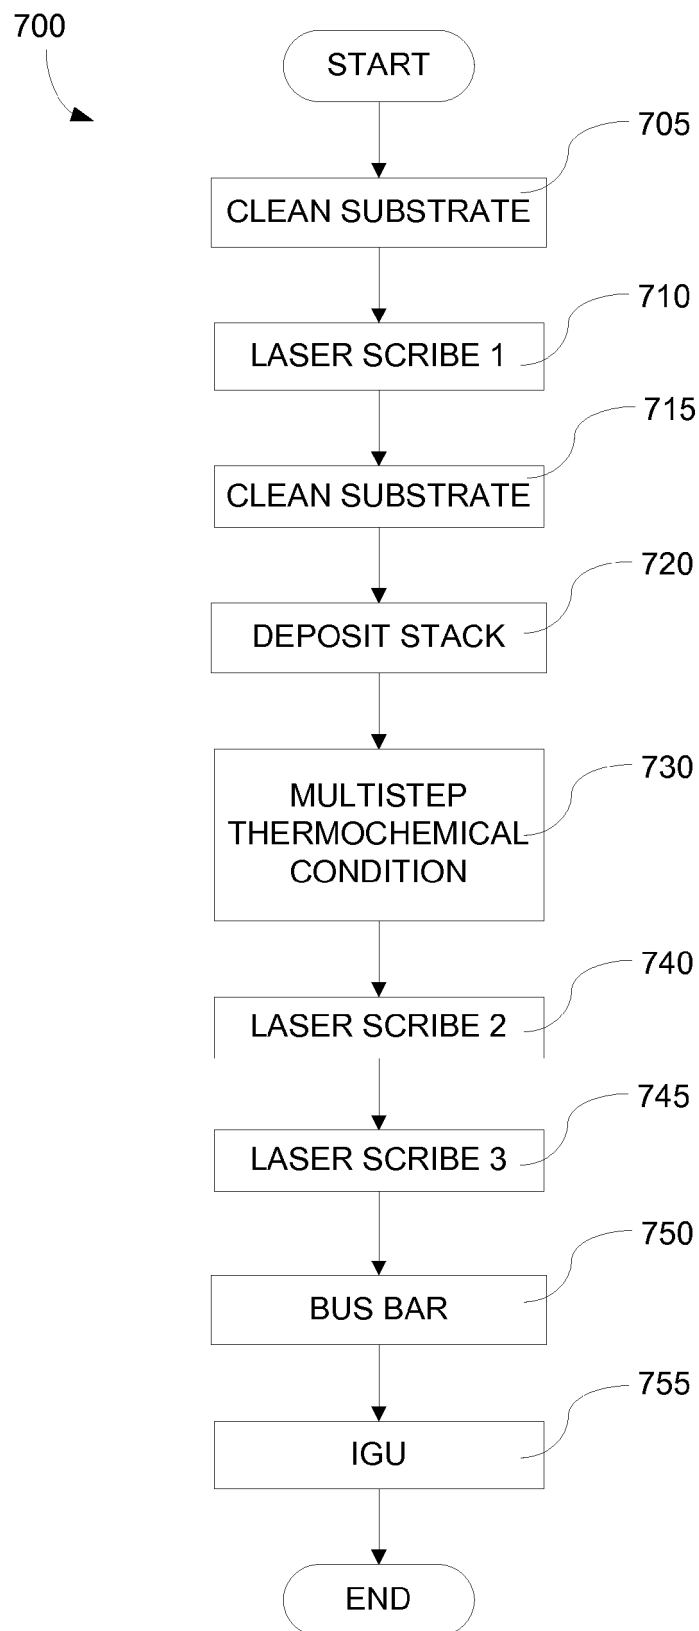 700
START
705
CLEAN SUBSTRATE
710
LASER SCRIBE 1
715
CLEAN SUBSTRATE
720
DEPOSIT STACK
730
MULTISTEP
THERMOCHEMICAL
CONDITION
740
LASER SCRIBE 2
745
LASER SCRIBE 3
750
BUS BAR
755
IGU
END